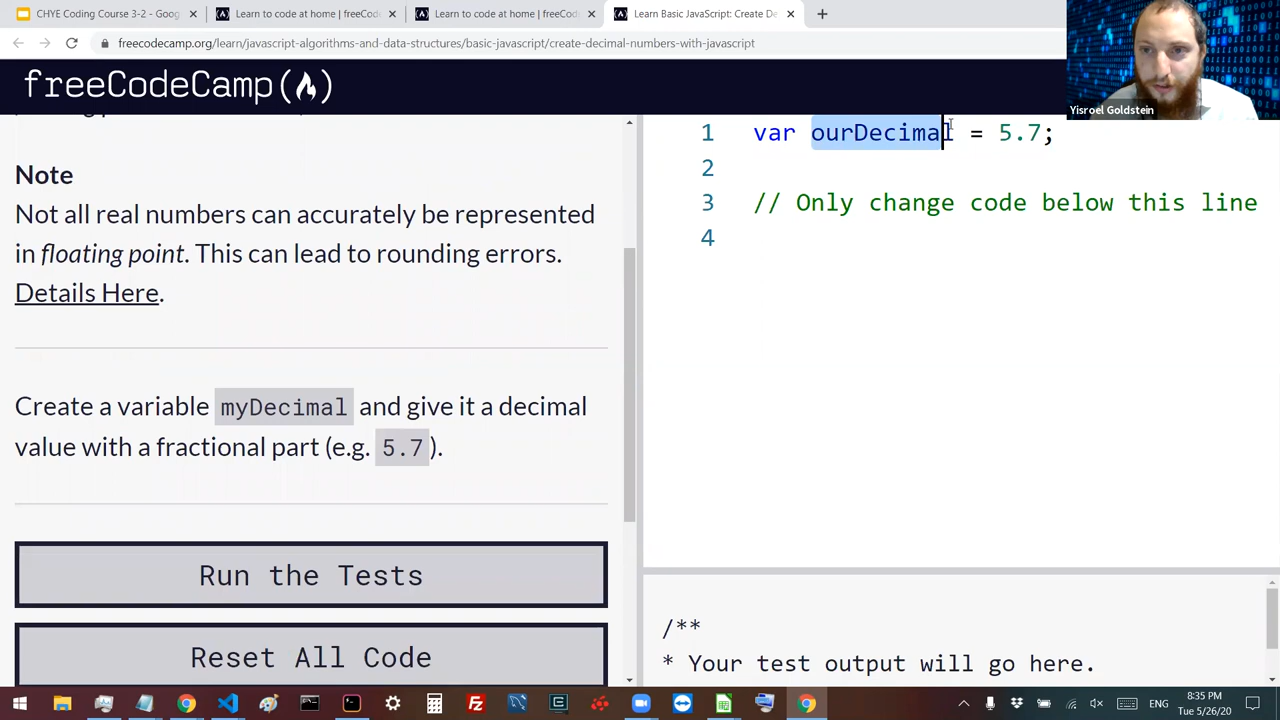 CHYE Coding Course 3-2 - Goog
Learn to code at home | freeCod
Learn to code at home | freeCod
Learn Basic JavaScript: Create De
freecodecamp.org/learn/javascript-algorithms-and-data-structures/basic-javascript/create-decimal-numbers-with-javascript
freeCodeCamp
Yisroel Goldstein
Note
Not all real numbers can accurately be represented
in floating point. This can lead to rounding errors.
Details Here.
Create a variable myDecimal and give it a decimal
value with a fractional part (e.g. 5.7).
Run the Tests
Reset All Code
1 var ourDecimal = 5.7;
2
3 // Only change code below this line
4
/**
* Your test output will go here.
ENG
8:35 PM
Tue 5/26/20